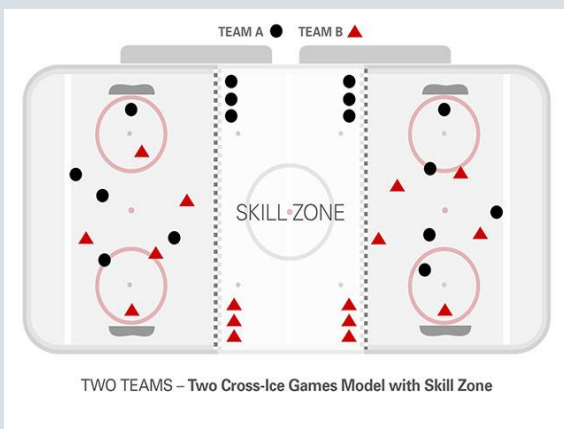 TEAM A TEAM B
SKILL ZONE
TWO TEAMS – Two Cross-Ice Games Model with Skill Zone